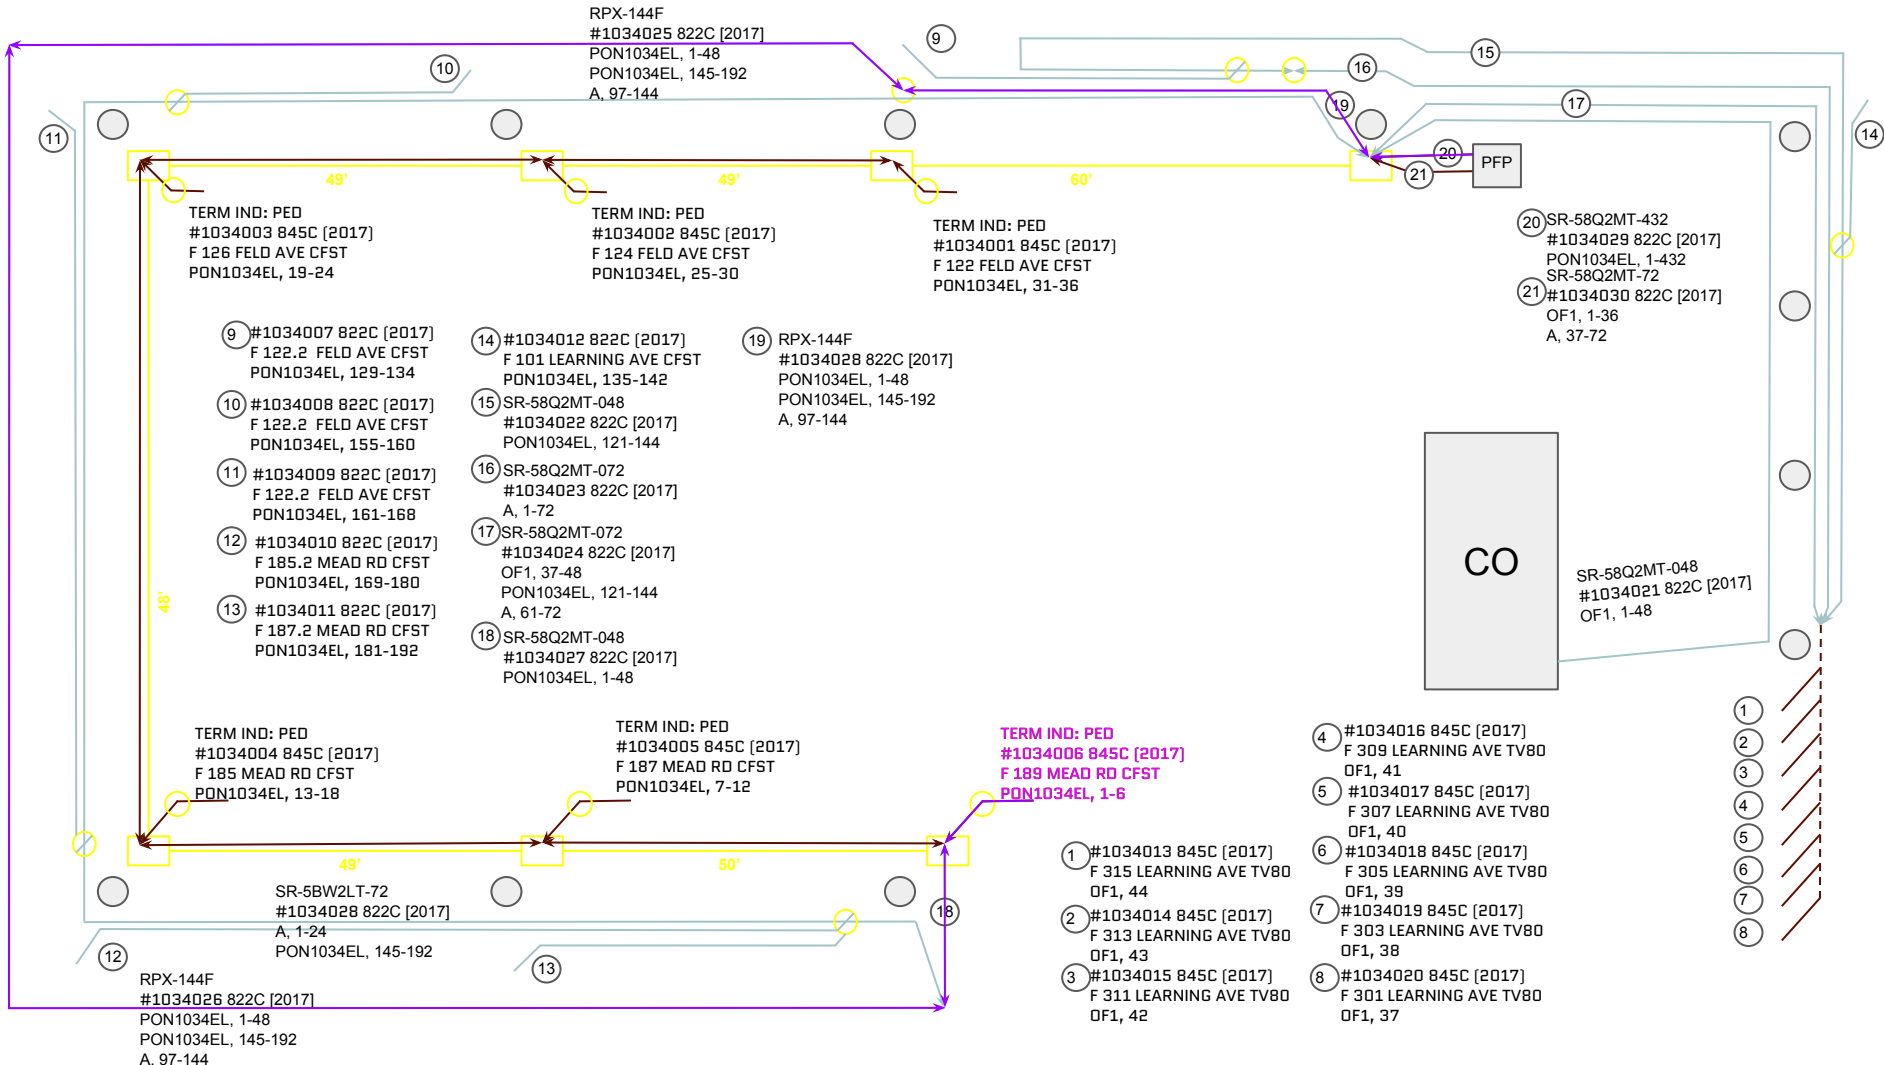 RPX-144F
#1034025 822C [2017]
PON1034EL, 1-48
PON1034EL, 145-192
A, 97-144
9
10
11
15
16
17
19
14
20
21
PFP
49'
49'
60'
48'
TERM IND: PED
#1034003 845C (2017)
F 126 FELD AVE CFST
PON1034EL, 19-24
TERM IND: PED
#1034002 845C (2017)
F 124 FELD AVE CFST
PON1034EL, 25-30
TERM IND: PED
#1034001 845C (2017)
F 122 FELD AVE CFST
PON1034EL, 31-36
20
SR-58Q2MT-432
#1034029 822C [2017]
PON1034EL, 1-432
21
SR-58Q2MT-72
#1034030 822C [2017]
OF1, 1-36
A, 37-72
9
#1034007 822C (2017)
F 122.2 FELD AVE CFST
PON1034EL, 129-134
10
#1034008 822C (2017)
F 122.2 FELD AVE CFST
PON1034EL, 155-160
11
#1034009 822C (2017)
F 122.2 FELD AVE CFST
PON1034EL, 161-168
12
#1034010 822C (2017)
F 185.2 MEAD RD CFST
PON1034EL, 169-180
13
#1034011 822C (2017)
F 187.2 MEAD RD CFST
PON1034EL, 181-192
14
#1034012 822C (2017)
F 101 LEARNING AVE CFST
PON1034EL, 135-142
15
SR-58Q2MT-048
#1034022 822C [2017]
PON1034EL, 121-144
16
SR-58Q2MT-072
#1034023 822C [2017]
A, 1-72
17
SR-58Q2MT-072
#1034024 822C [2017]
OF1, 37-48
PON1034EL, 121-144
A, 61-72
18
SR-58Q2MT-048
#1034027 822C [2017]
PON1034EL, 1-48
19
RPX-144F
#1034028 822C [2017]
PON1034EL, 1-48
PON1034EL, 145-192
A, 97-144
CO
SR-58Q2MT-048
#1034021 822C [2017]
OF1, 1-48
TERM IND: PED
#1034004 845C (2017)
F 185 MEAD RD CFST
PON1034EL, 13-18
TERM IND: PED
#1034005 845C (2017)
F 187 MEAD RD CFST
PON1034EL, 7-12
TERM IND: PED
#1034006 845C (2017)
F 189 MEAD RD CFST
PON1034EL, 1-6
49'
50'
SR-5BW2LT-72
#1034028 822C [2017]
A, 1-24
PON1034EL, 145-192
18
12
13
RPX-144F
#1034026 822C [2017]
PON1034EL, 1-48
PON1034EL, 145-192
A, 97-144
1
#1034013 845C (2017)
F 315 LEARNING AVE TV80
OF1, 44
2
#1034014 845C (2017)
F 313 LEARNING AVE TV80
OF1, 43
3
#1034015 845C (2017)
F 311 LEARNING AVE TV80
OF1, 42
4
#1034016 845C (2017)
F 309 LEARNING AVE TV80
OF1, 41
5
#1034017 845C (2017)
F 307 LEARNING AVE TV80
OF1, 40
6
#1034018 845C (2017)
F 305 LEARNING AVE TV80
OF1, 39
7
#1034019 845C (2017)
F 303 LEARNING AVE TV80
OF1, 38
8
#1034020 845C (2017)
F 301 LEARNING AVE TV80
OF1, 37
1
2
3
4
5
6
7
8